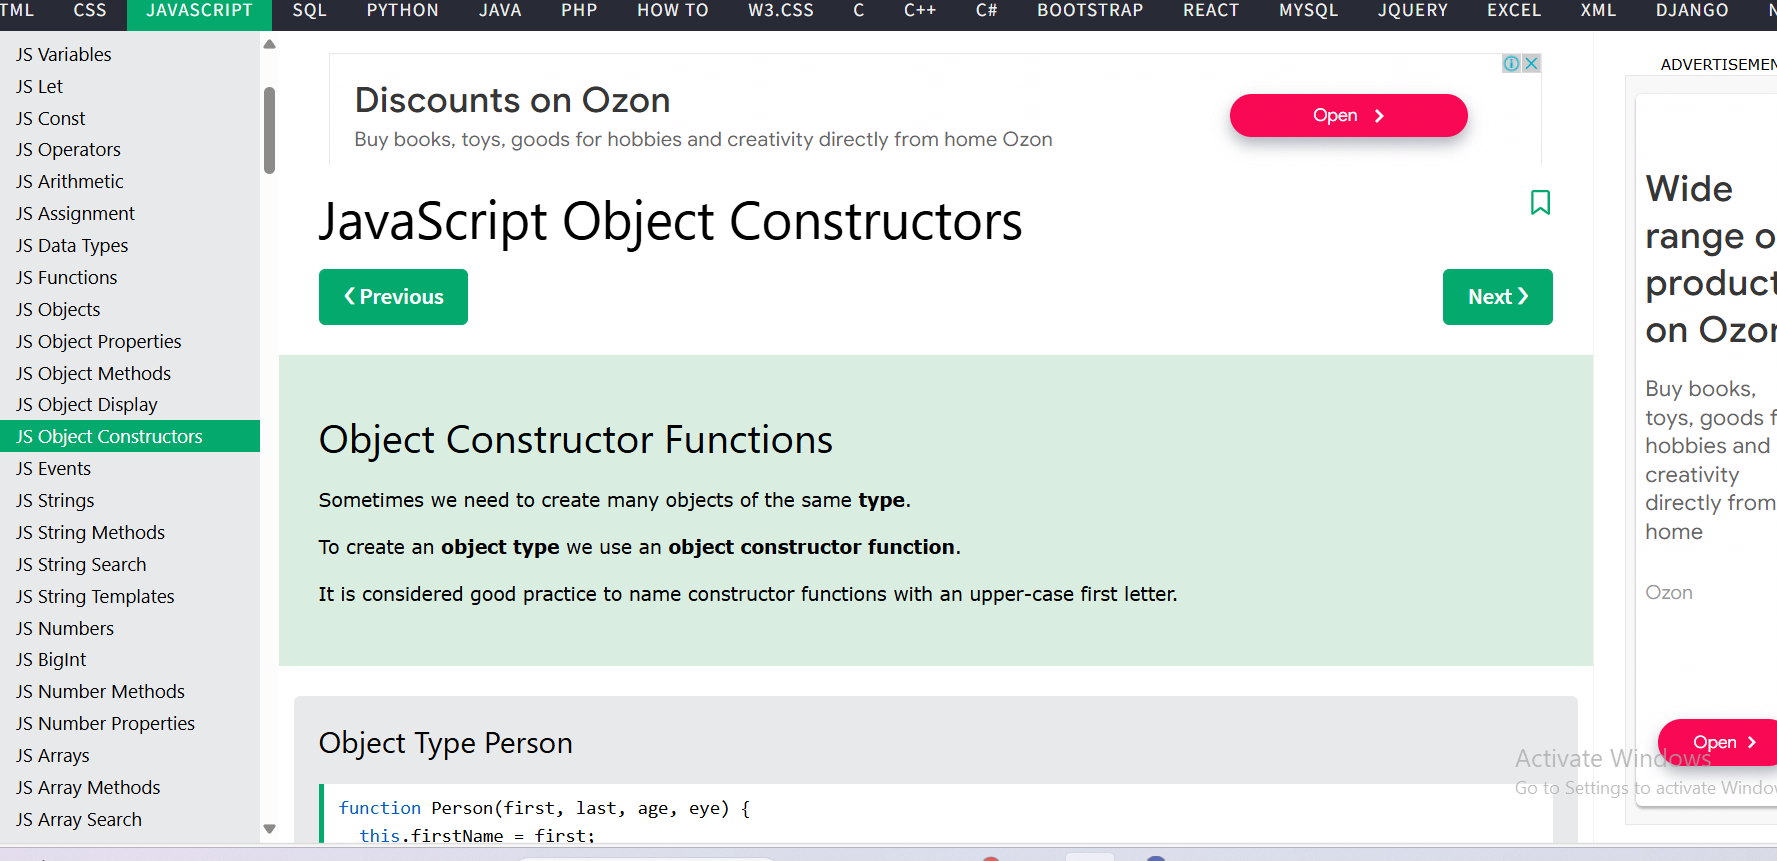 TML CSS JAVASCRIPT SQL PYTHON JAVA PHP HOW TO W3.CSS C C++ C# BOOTSTRAP REACT MYSQL JQUERY EXCEL XML DJANGO N
JS Variables
JS Let
JS Const
JS Operators
JS Arithmetic
JS Assignment
JS Data Types
JS Functions
JS Objects
JS Object Properties
JS Object Methods
JS Object Display
JS Object Constructors
JS Events
JS Strings
JS String Methods
JS String Search
JS String Templates
JS Numbers
JS BigInt
JS Number Methods
JS Number Properties
JS Arrays
JS Array Methods
JS Array Search
Discounts on Ozon
Buy books, toys, goods for hobbies and creativity directly from home Ozon
Open
JavaScript Object Constructors
❮ Previous
Next ❯
Object Constructor Functions
Sometimes we need to create many objects of the same type.
To create an object type we use an object constructor function.
It is considered good practice to name constructor functions with an upper-case first letter.
Object Type Person
function Person(first, last, age, eye) {
this.firstName = first;
ADVERTISEMEN
Wide
range o
product
on Ozon
Buy books,
toys, goods f
hobbies and
creativity
directly from
home
Ozon
Open
Activate Windows
Go to Settings to activate Windo